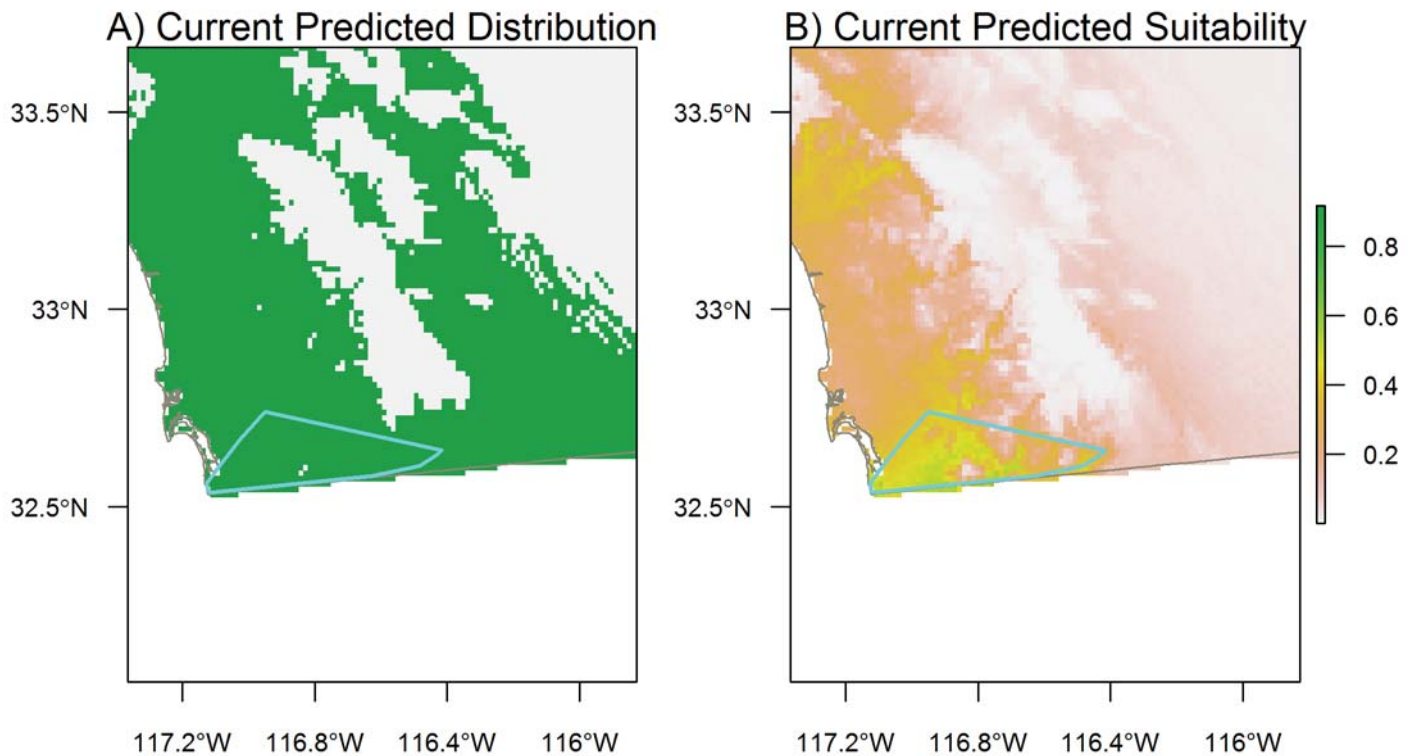 A) Current Predicted Distribution
B) Current Predicted Suitability
33.5°N
33°N
32.5°N
117.2°W
116.8°W
116.4°W
116°W
33.5°N
33°N
32.5°N
117.2°W
116.8°W
116.4°W
116°W
0.8
0.6
0.4
0.2